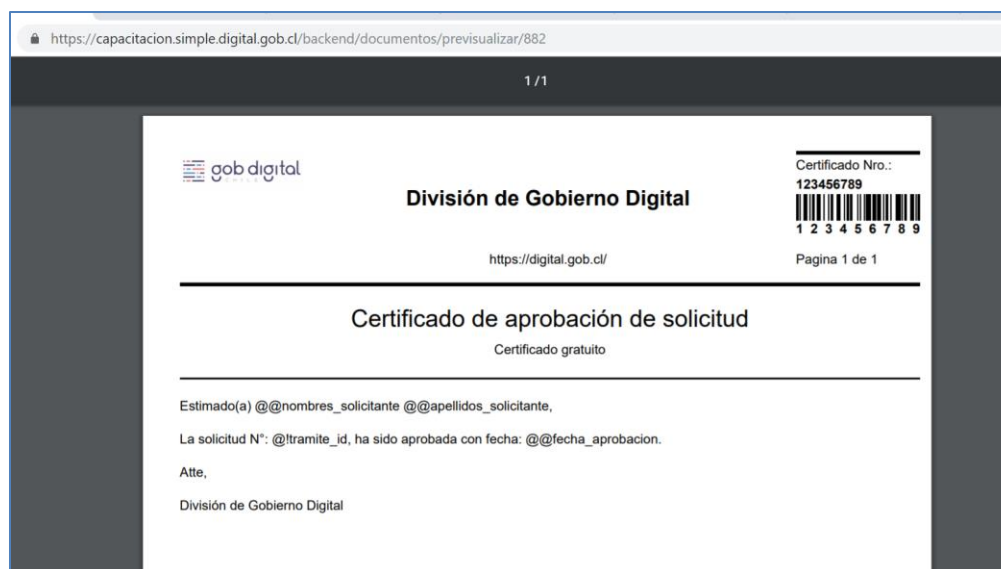 https://capacitacion.simple.digital.gob.cl/backend/documentos/previsualizar/882
1 / 1
gob digital
Certificado Nro.:
123456789
División de Gobierno Digital
1 2 3 4 5 6 7 8 9
https://digital.gob.cl/
Pagina 1 de 1
Certificado de aprobación de solicitud
Certificado gratuito
Estimado(a) @@nombres_solicitante @@apellidos_solicitante,
La solicitud N°: @!tramite_id, ha sido aprobada con fecha: @@fecha_aprobacion.
Atte,
División de Gobierno Digital